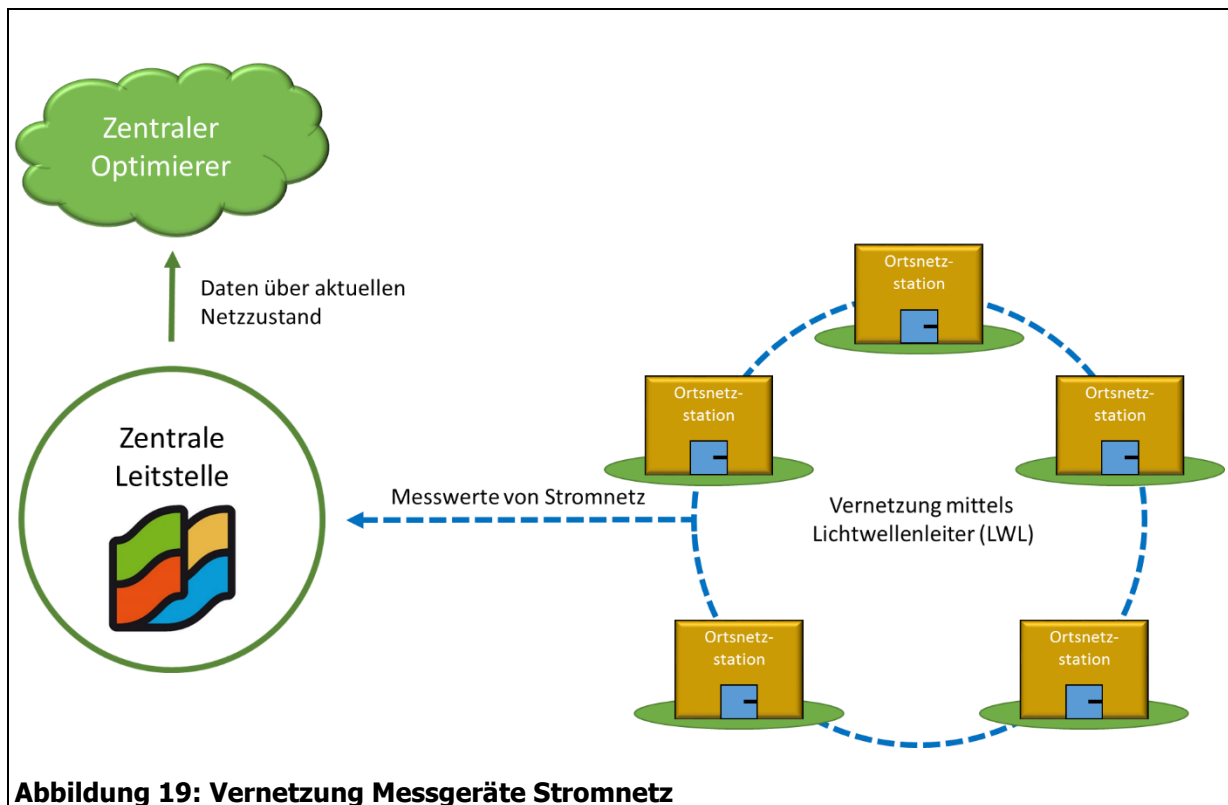 Zentraler
Optimierer
Daten über aktuellen
Netzzustand
Zentrale
Leitstelle
Messwerte von Stromnetz
Ortsnetz-
station
Ortsnetz-
station
Ortsnetz-
station
Vernetzung mittels
Lichtwellenleiter (LWL)
Ortsnetz-
station
Ortsnetz-
station
Abbildung 19: Vernetzung Messgeräte Stromnetz